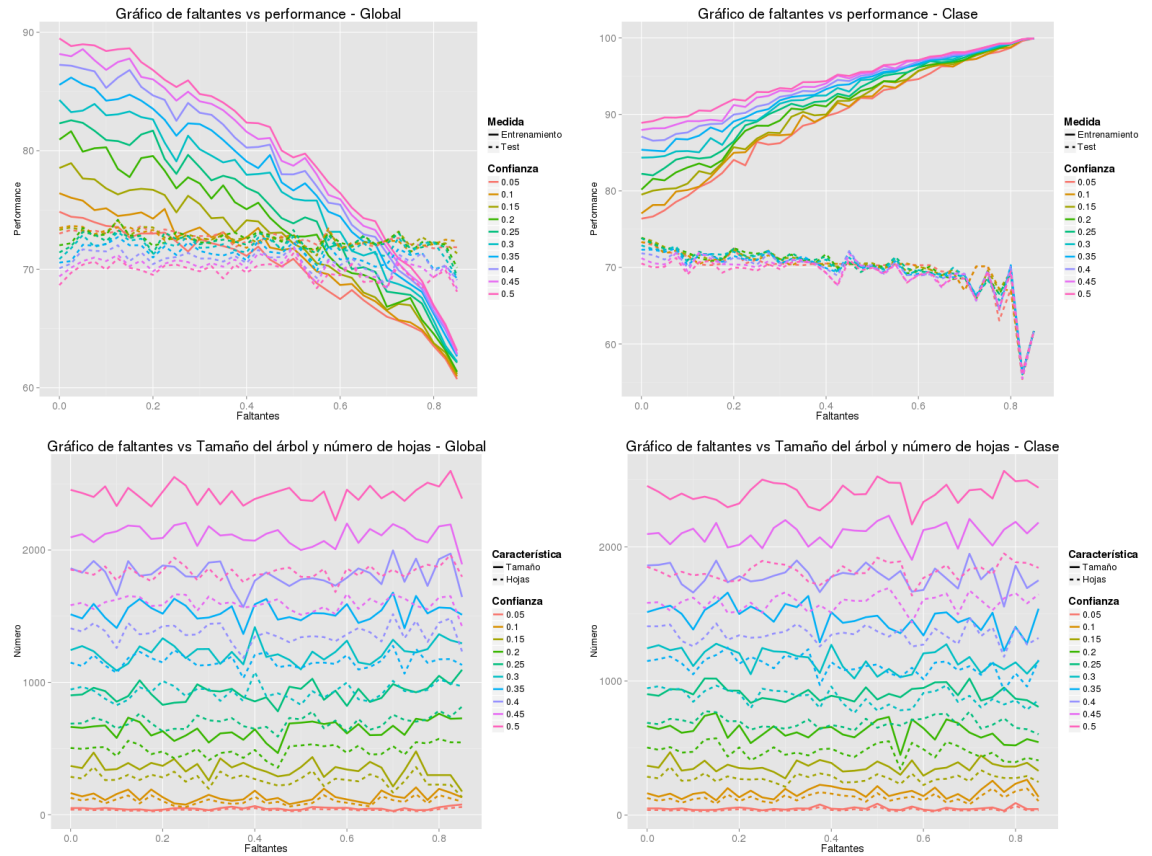 Gráfico de faltantes vs performance - Global
90
80
70
60
Performance
0.0
0.2
0.4
0.6
0.8
Faltantes
Medida
Entrenamiento
Test
Confianza
0.05
0.1
0.15
0.2
0.25
0.3
0.35
0.4
0.45
0.5
Gráfico de faltantes vs performance - Clase
100
90
80
70
60
Performance
0.0
0.2
0.4
0.6
0.8
Faltantes
Medida
Entrenamiento
Test
Confianza
0.05
0.1
0.15
0.2
0.25
0.3
0.35
0.4
0.45
0.5
Gráfico de faltantes vs Tamaño del árbol y número de hojas - Global
2000
1000
0
Número
0.0
0.2
0.4
0.6
0.8
Faltantes
Característica
Tamaño
Hojas
Confianza
0.05
0.1
0.15
0.2
0.25
0.3
0.35
0.4
0.45
0.5
Gráfico de faltantes vs Tamaño del árbol y número de hojas - Clase
2000
1000
0
Número
0.0
0.2
0.4
0.6
0.8
Faltantes
Característica
Tamaño
Hojas
Confianza
0.05
0.1
0.15
0.2
0.25
0.3
0.35
0.4
0.45
0.5